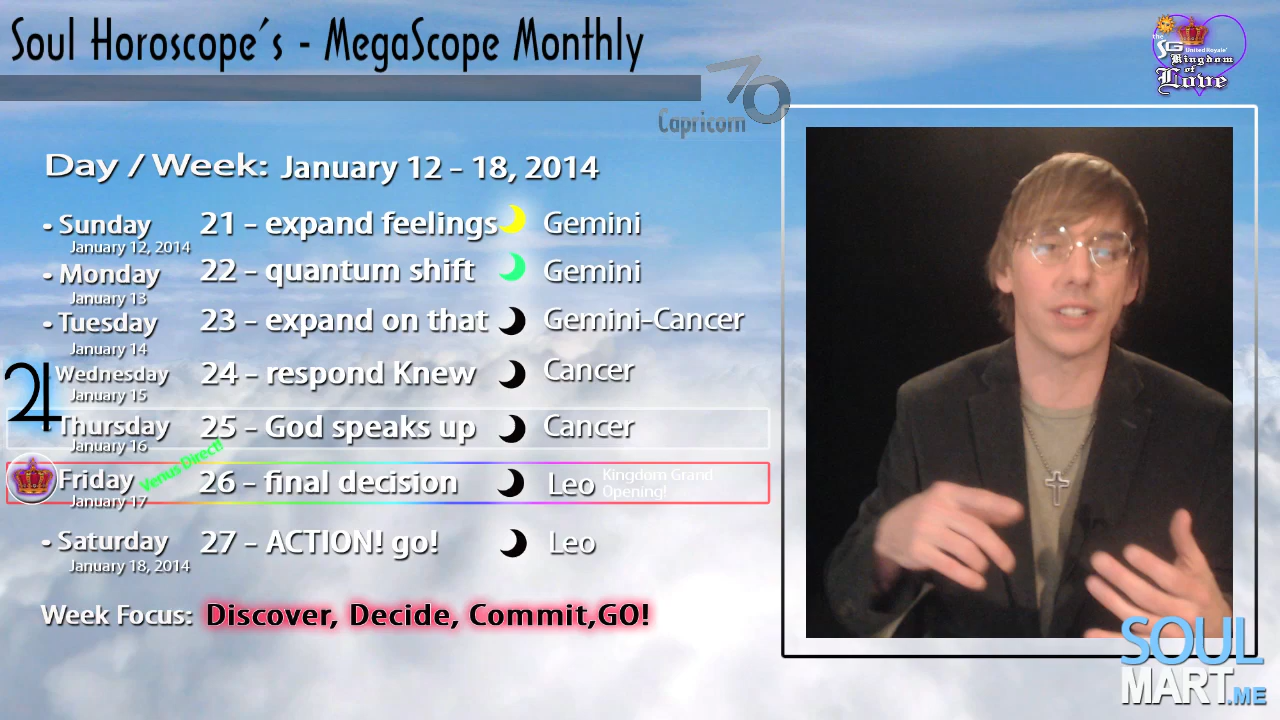 Soul Horoscope's - MegaScope Monthly
the
SG United Royale'
Kingdom
of
Love
Capricorn
Day / Week: January 12 - 18, 2014
- Sunday 21 - expand feelings Gemini
January 12, 2014
- Monday 22 - quantum shift Gemini
January 13
- Tuesday 23 - expand on that Gemini-Cancer
January 14
Wednesday 24 - respond Knew Cancer
January 15
- Thursday 25 - God speaks up Cancer
January 16
Venus Direct!
Friday 26 - final decision Leo Kingdom Grand
Opening!
January 17
- Saturday 27 - ACTION! go! Leo
January 18, 2014
Week Focus: Discover, Decide, Commit,GO!
SOUL
MART.ME